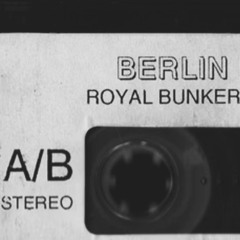 BERLIN
ROYAL BUNKER
A/B
STEREO